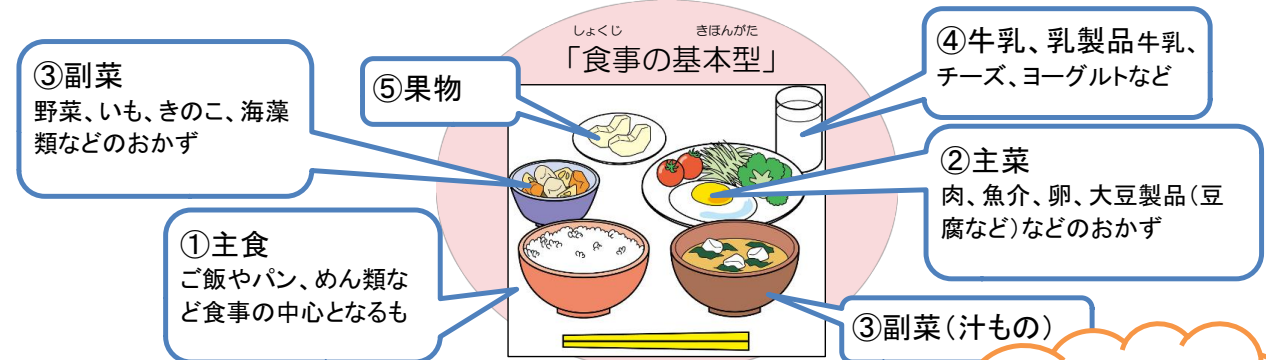 しょくじ きほんがた
「食事の基本型」
③副菜
野菜、いも、きのこ、海藻
類などのおかず
⑤果物
④牛乳、乳製品牛乳、
チーズ、ヨーグルトなど
②主菜
肉、魚介、卵、大豆製品(豆
腐など)などのおかず
①主食
ご飯やパン、めん類な
ど食事の中心となるも
③副菜(汁もの)